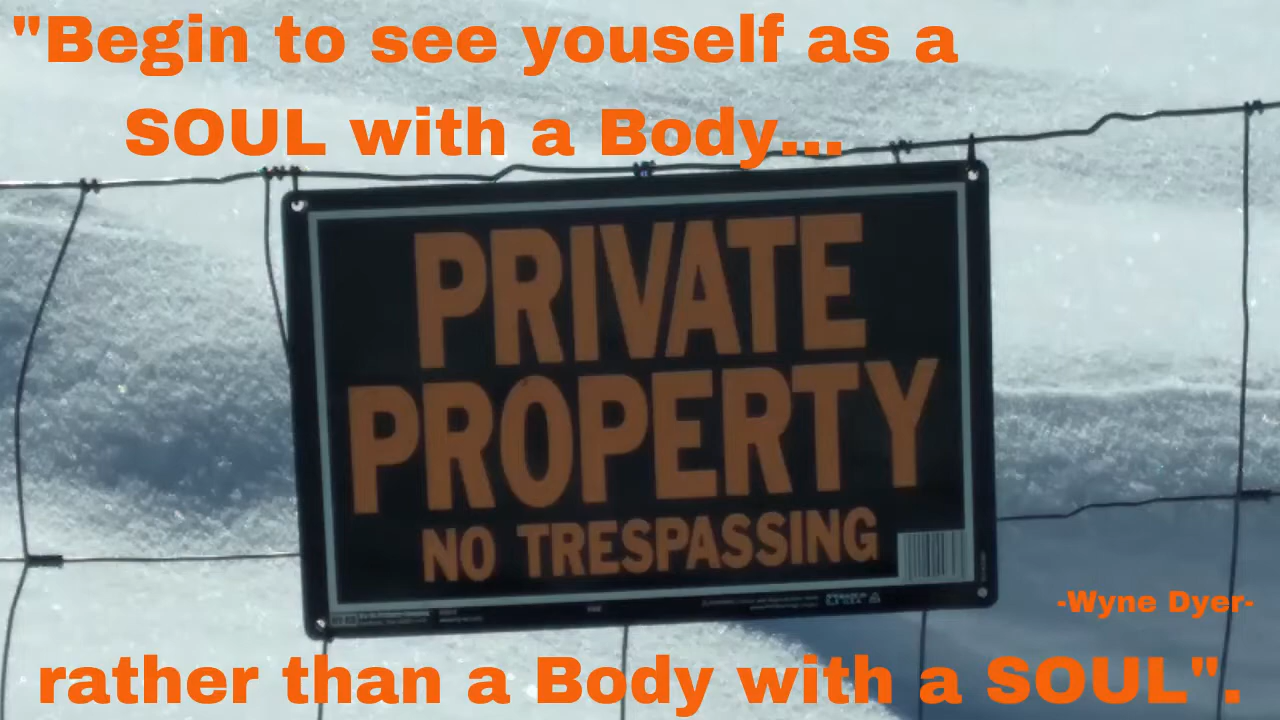 "Begin to see youself as a
SOUL with a Body...
PRIVATE
PROPERTY
NO TRESPASSING
-Wyne Dyer-
rather than a Body with a SOUL".